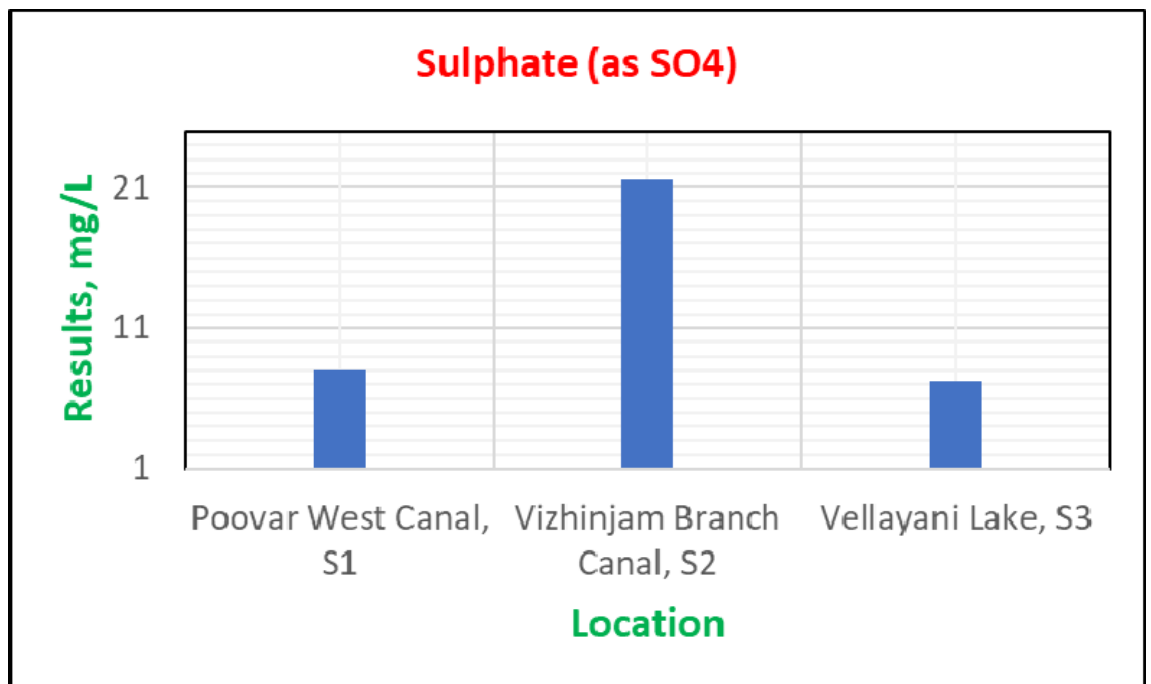 Sulphate (as SO4)
Results, mg/L
21
11
1
Poovar West Canal, S1
Vizhinjam Branch Canal, S2
Vellayani Lake, S3
Location